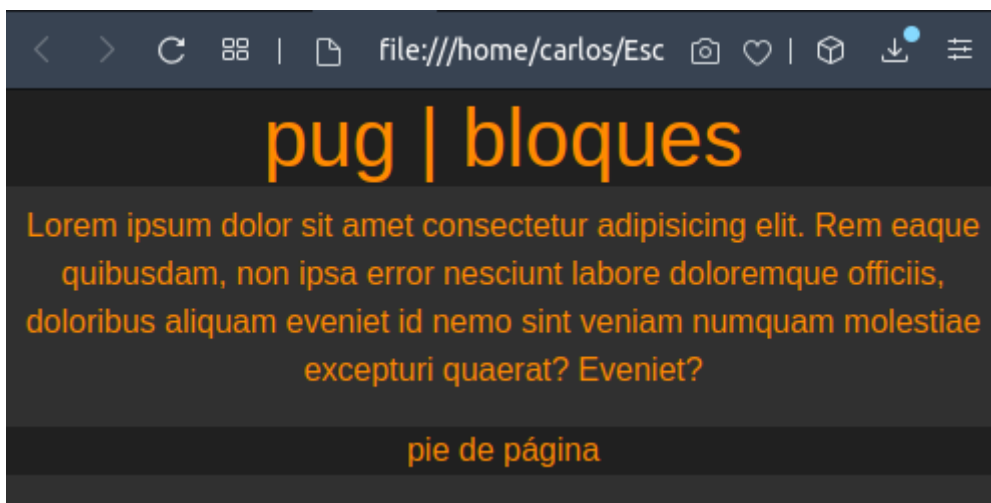 file:///home/carlos/Esc
pug | bloques
Lorem ipsum dolor sit amet consectetur adipisicing elit. Rem eaque
quibusdam, non ipsa error nesciunt labore doloremque officiis,
doloribus aliquam eveniet id nemo sint veniam numquam molestiae
excepturi quaerat? Eveniet?
pie de página